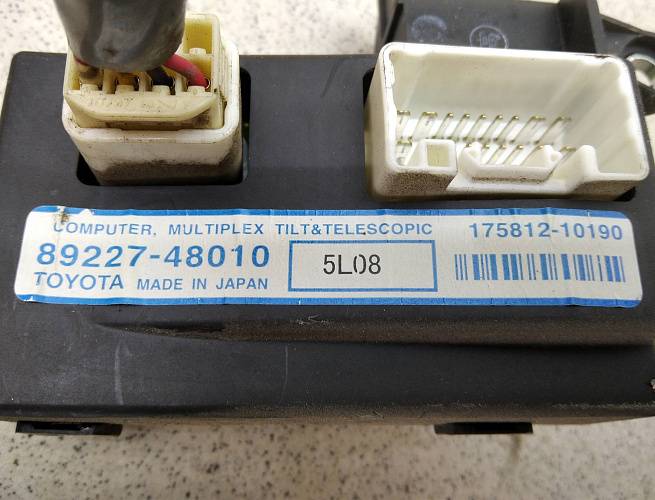 COMPUTER, MULTIPLEX TILT&TELESCOPIC 175812-10190
89227-48010
5L08
TOYOTA MADE IN JAPAN